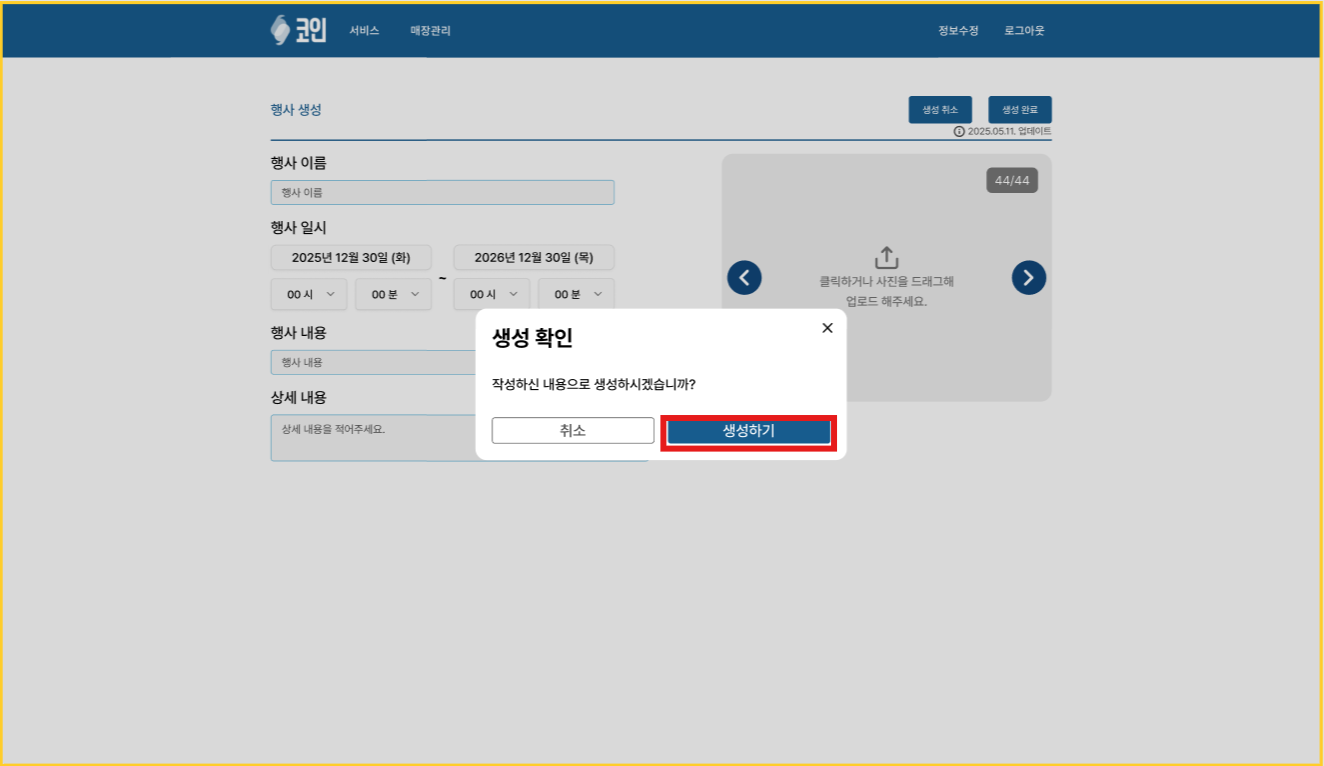 코인 서비스 매장관리 정보수정 로그아웃
행사 생성 생성 취소 생성 완료
2025.05.11. 업데이트
행사 이름
행사 이름
행사 일시
2025년 12월 30일 (화) ~ 2026년 12월 30일 (목)
00 시 00 분 00 시 00 분
행사 내용
행사 내용
상세 내용
상세 내용을 적어주세요.
44/44
클릭하거나 사진을 드래그해
업로드 해주세요.
생성 확인
작성하신 내용으로 생성하시겠습니까?
취소 생성하기